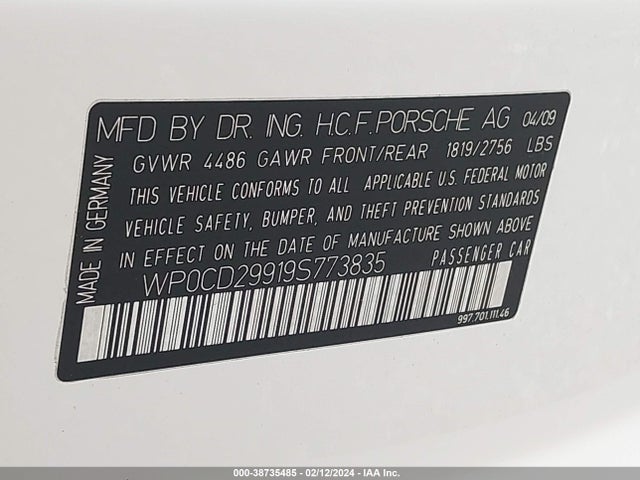 MFD BY DR. ING. H.C.F. PORSCHE AG 04/09
GVWR 4486 GAWR FRONT/REAR 1819/2756 LBS
THIS VEHICLE CONFORMS TO ALL APPLICABLE U.S. FEDERAL MOTOR
VEHICLE SAFETY, BUMPER, AND THEFT PREVENTION STANDARDS
IN EFFECT ON THE DATE OF MANUFACTURE SHOWN ABOVE
WP0CD29919S773835 PASSENGER CAR
997.701.111.46
MADE IN GERMANY
000-38735485 - 02/12/2024 - IAA Inc.